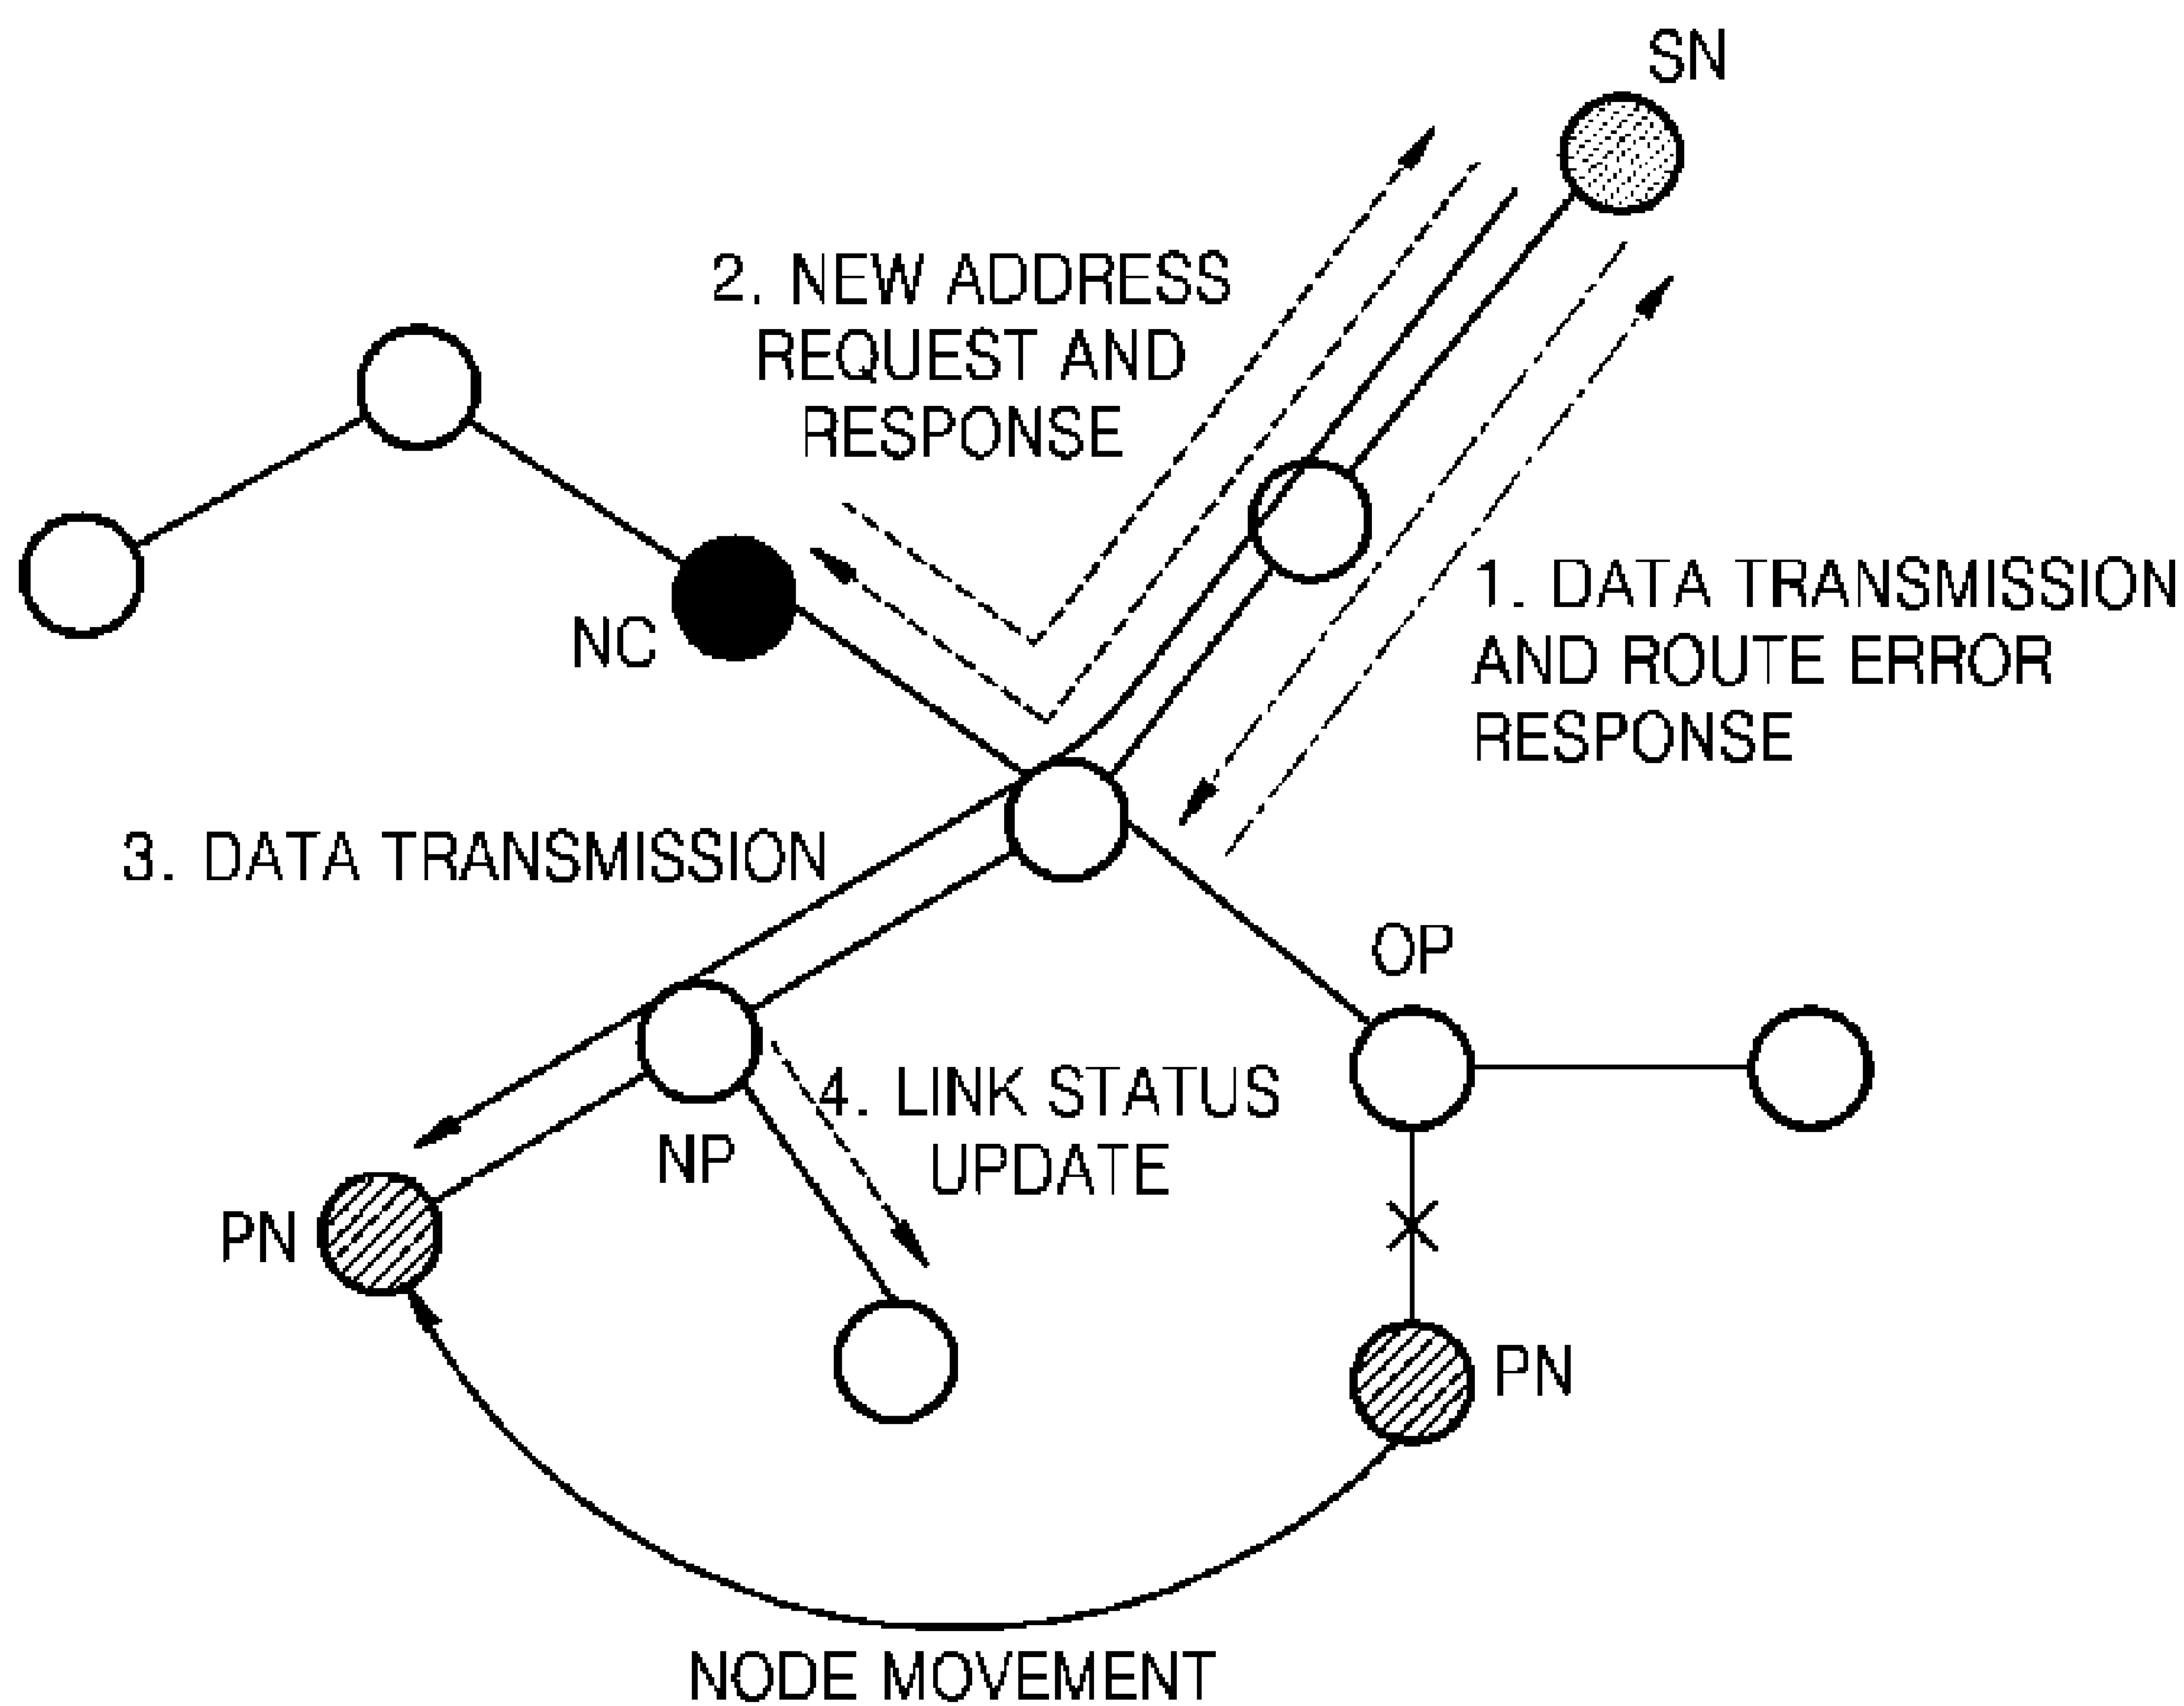 SN
2. NEW ADDRESS
REQUEST AND
RESPONSE
1. DATA TRANSMISSION
AND ROUTE ERROR
RESPONSE
NC
3. DATA TRANSMISSION
OP
4. LINK STATUS
UPDATE
NP
PN
PN
NODE MOVEMENT